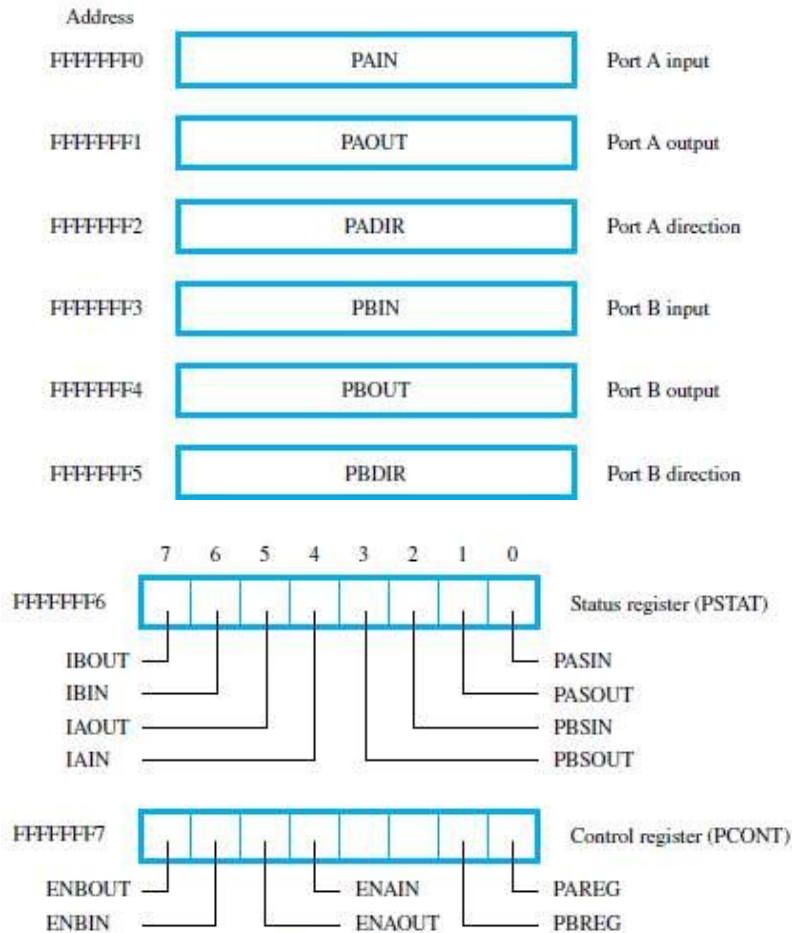 Address
FFFFFFF0 PAIN Port A input
FFFFFFF1 PAOUT Port A output
FFFFFFF2 PADIR Port A direction
FFFFFFF3 PBIN Port B input
FFFFFFF4 PBOUT Port B output
FFFFFFF5 PBDIR Port B direction
7 6 5 4 3 2 1 0
FFFFFFF6 Status register (PSTAT)
IBOUT PASIN
IBIN PASOUT
IAOUT PBSIN
IAIN PBSOUT
FFFFFFF7 Control register (PCONT)
ENBOUT ENAIN PAREG
ENBIN ENAOUT PBREG